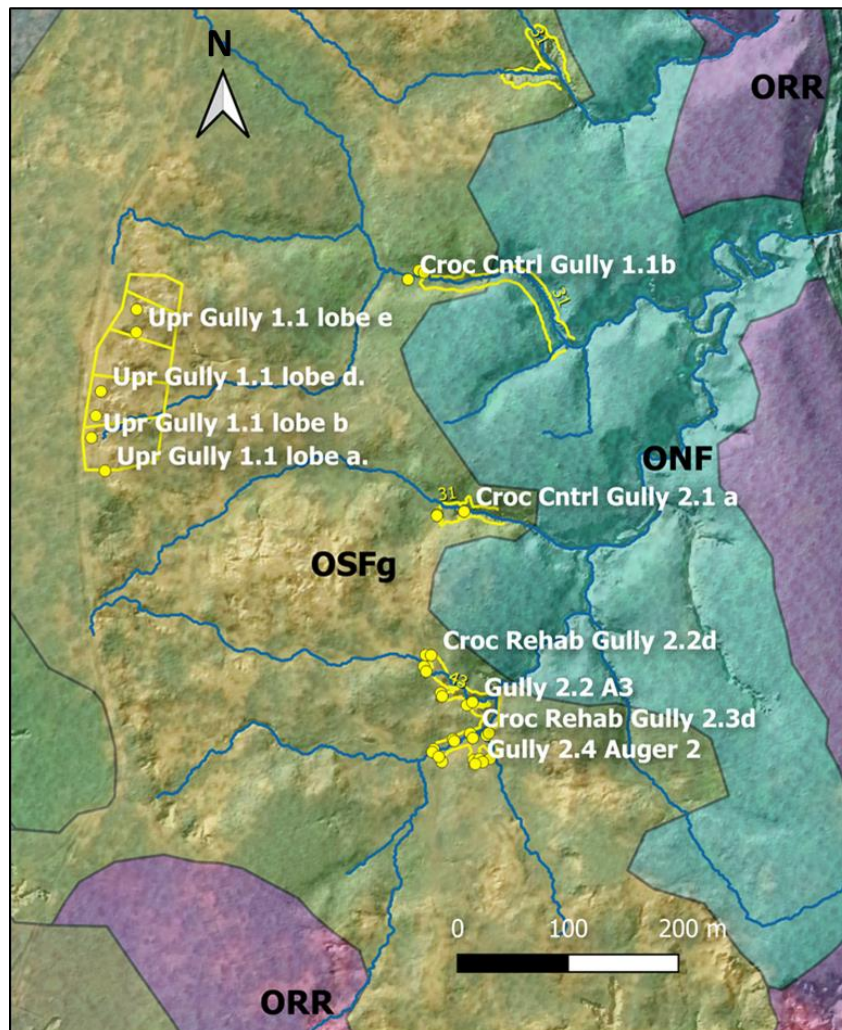 N
31
ORR
Croc Cntrl Gully 1.1b
31
Upr Gully 1.1 lobe e
Upr Gully 1.1 lobe d.
Upr Gully 1.1 lobe b
Upr Gully 1.1 lobe a.
ONF
31
Croc Cntrl Gully 2.1 a
OSFg
Croc Rehab Gully 2.2d
43
Gully 2.2 A3
Croc Rehab Gully 2.3d
Gully 2.4 Auger 2
0 100 200 m
ORR